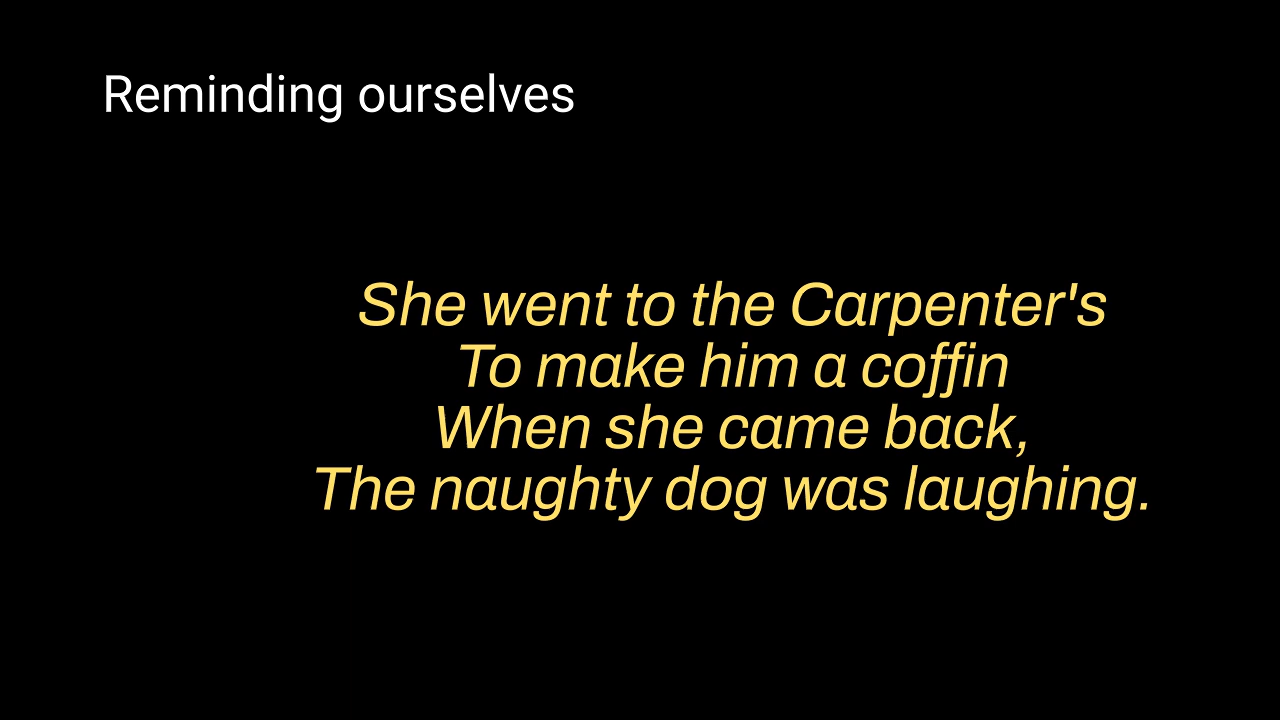 Reminding ourselves
She went to the Carpenter's
To make him a coffin
When she came back,
The naughty dog was laughing.